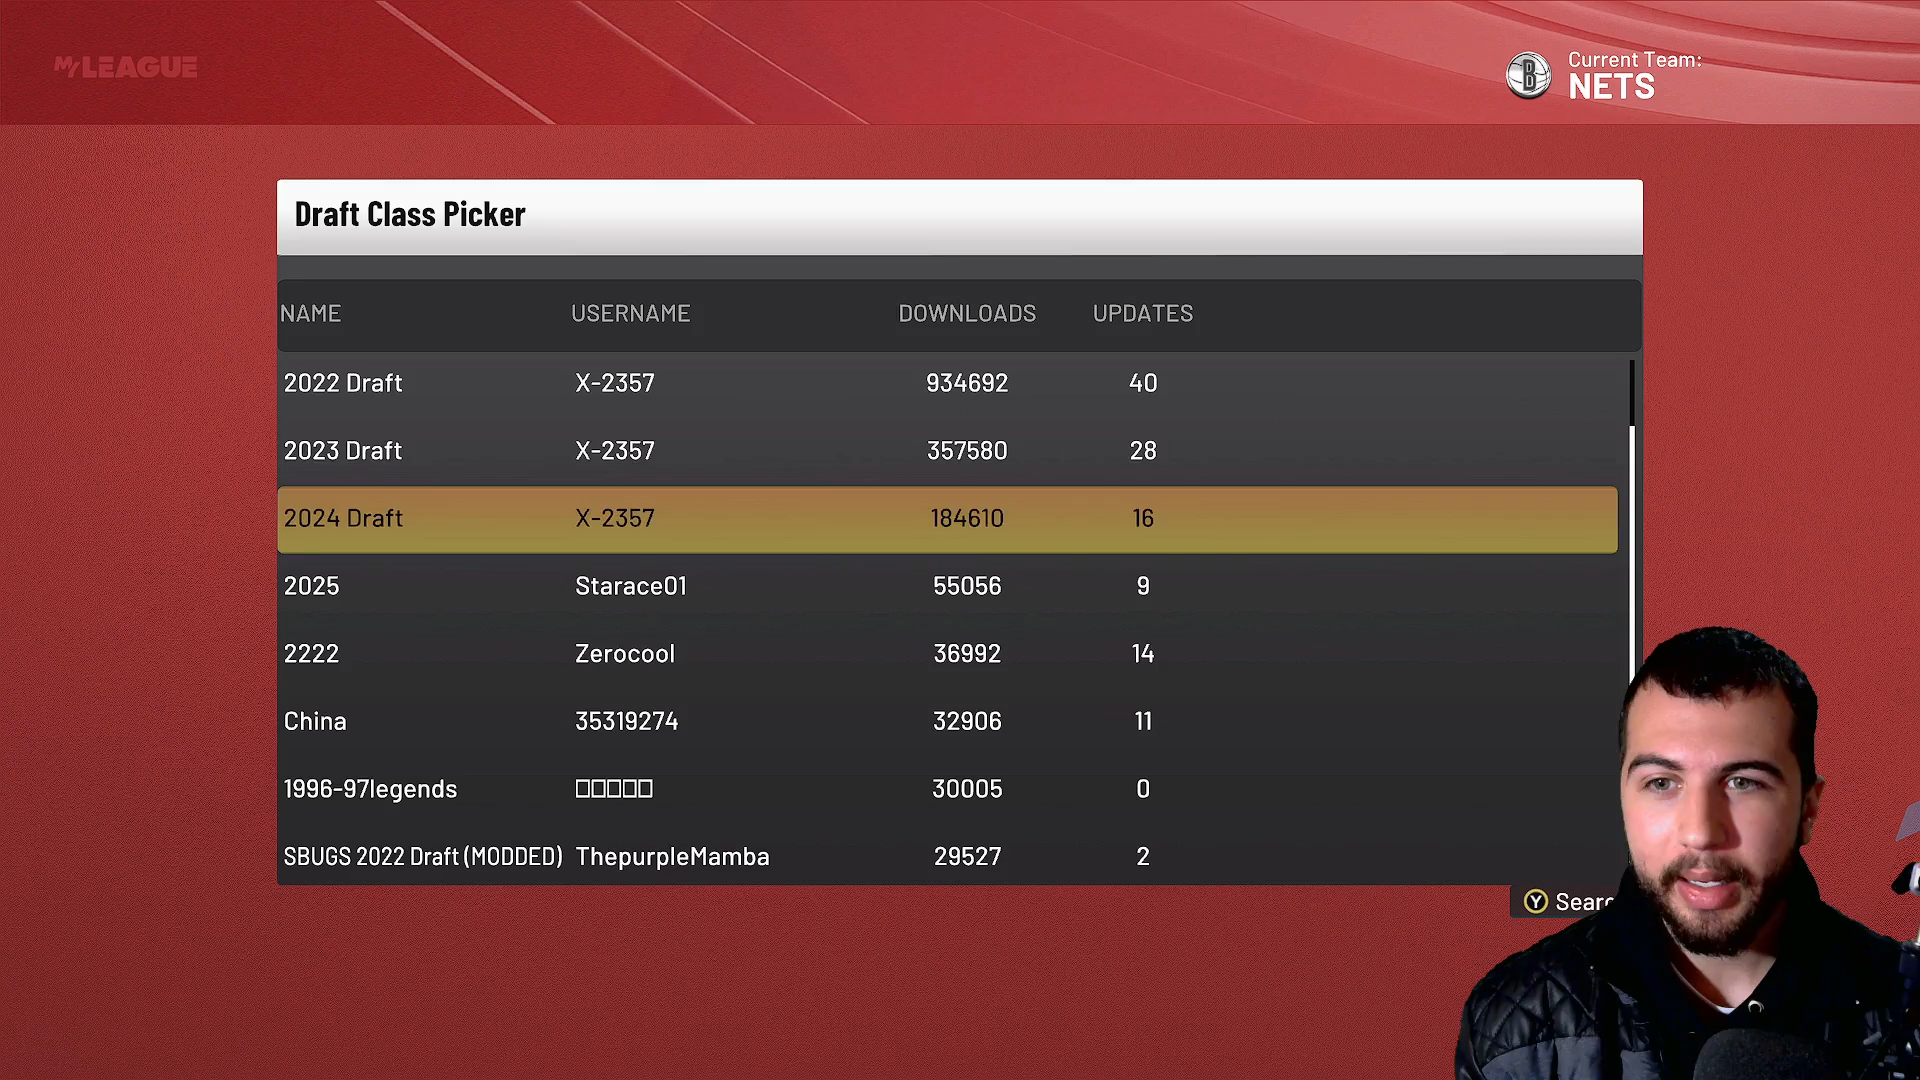 MyLEAGUE
Current Team:
B NETS
Draft Class Picker
NAME USERNAME DOWNLOADS UPDATES
2022 Draft X-2357 934692 40
2023 Draft X-2357 357580 28
2024 Draft X-2357 184610 16
2025 Starace01 55056 9
2222 Zerocool 36992 14
China 35319274 32906 11
1996-97legends □□□□□ 30005 0
SBUGS 2022 Draft (MODDED) ThepurpleMamba 29527 2
Y Searc